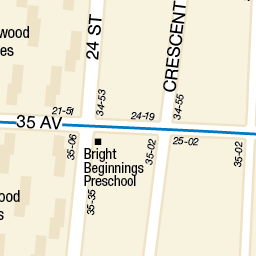 wood
es
24 ST
CRESCENT
21-51
34-53
24-19
34-55
35 AV
35-06
Bright
Beginnings
Preschool
35-02
25-02
35-02
wood
s
35-35